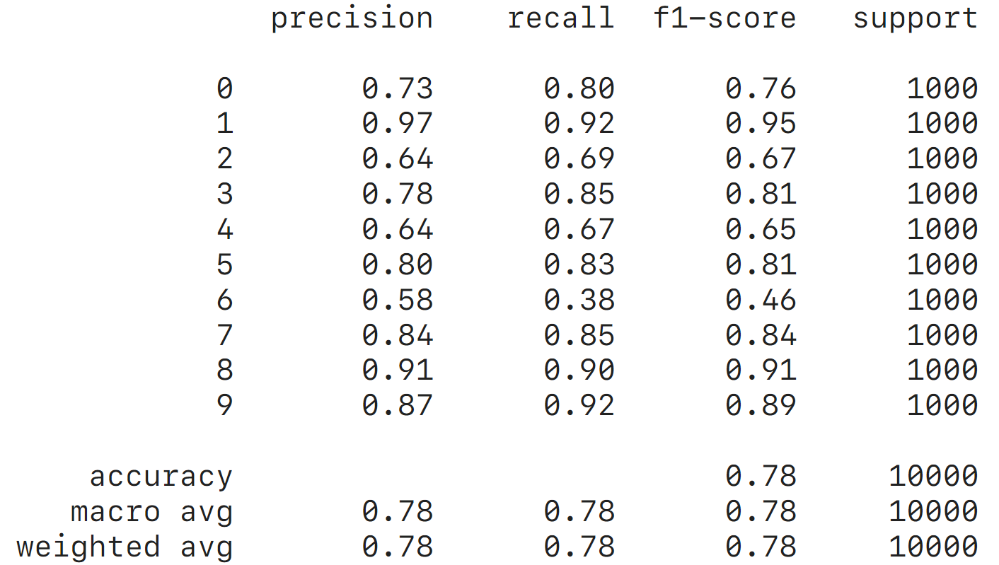 precision recall f1-score support
0 0.73 0.80 0.76 1000
1 0.97 0.92 0.95 1000
2 0.64 0.69 0.67 1000
3 0.78 0.85 0.81 1000
4 0.64 0.67 0.65 1000
5 0.80 0.83 0.81 1000
6 0.58 0.38 0.46 1000
7 0.84 0.85 0.84 1000
8 0.91 0.90 0.91 1000
9 0.87 0.92 0.89 1000
accuracy 0.78 10000
macro avg 0.78 0.78 0.78 10000
weighted avg 0.78 0.78 0.78 10000